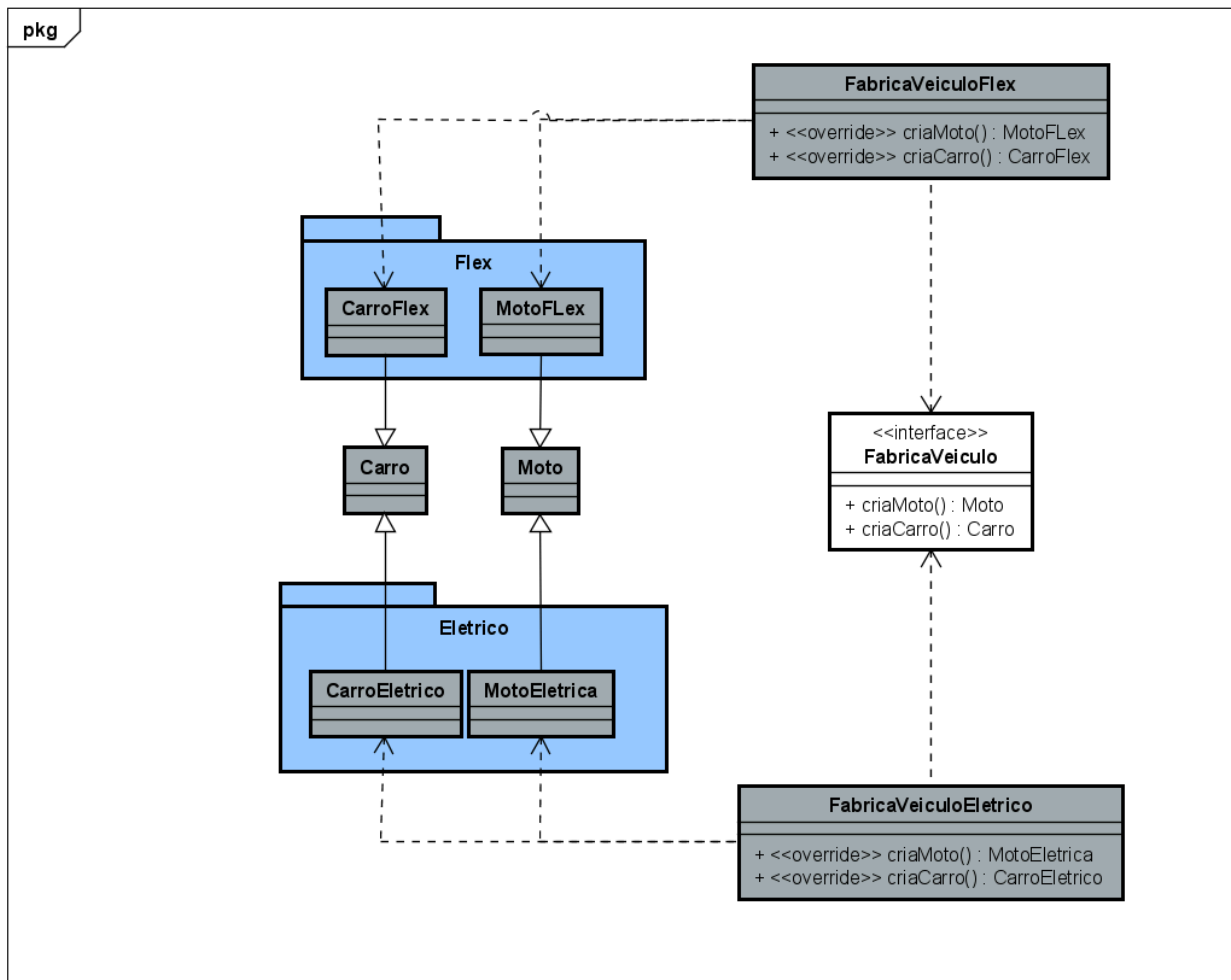 pkg
FabricaVeiculoFlex
+ <<override>> criaMoto() : MotoFLex
+ <<override>> criaCarro() : CarroFlex
Flex
CarroFlex
MotoFLex
<<interface>>
FabricaVeiculo
+ criaMoto() : Moto
+ criaCarro() : Carro
Carro
Moto
Eletrico
CarroEletrico
MotoEletrica
FabricaVeiculoEletrico
+ <<override>> criaMoto() : MotoEletrica
+ <<override>> criaCarro() : CarroEletrico